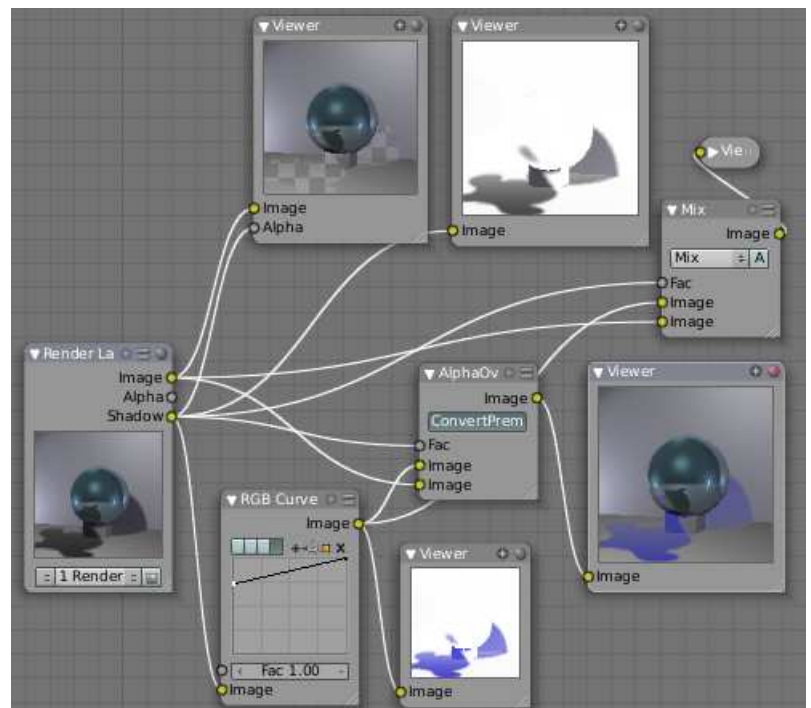 Viewer
Image
Alpha
Viewer
Image
Vie
Mix
Image
Mix
A
Fac
Image
Image
Render La
Image
Alpha
Shadow
1 Render
AlphaOv
Image
ConvertPrem
Fac
Image
Image
Viewer
Image
RGB Curve
Image
X
Fac 1.00
Image
Viewer
Image